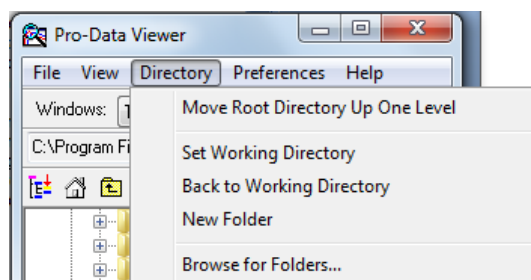 Pro-Data Viewer
File View Directory Preferences Help
Windows:
Move Root Directory Up One Level
C:\Program Fi
Set Working Directory
Back to Working Directory
New Folder
Browse for Folders...